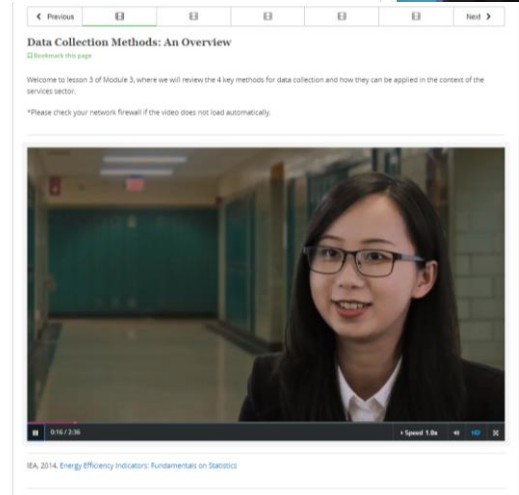 Previous
Next
Data Collection Methods: An Overview
Bookmark this page
Welcome to lesson 3 of Module 3, where we will review the 4 key methods for data collection and how they can be applied in the context of the
services sector.
*Please check your network firewall if the video does not load automatically.
0:16 / 2:36
Speed 1.0x
HD
IEA, 2014, Energy Efficiency Indicators: Fundamentals on Statistics